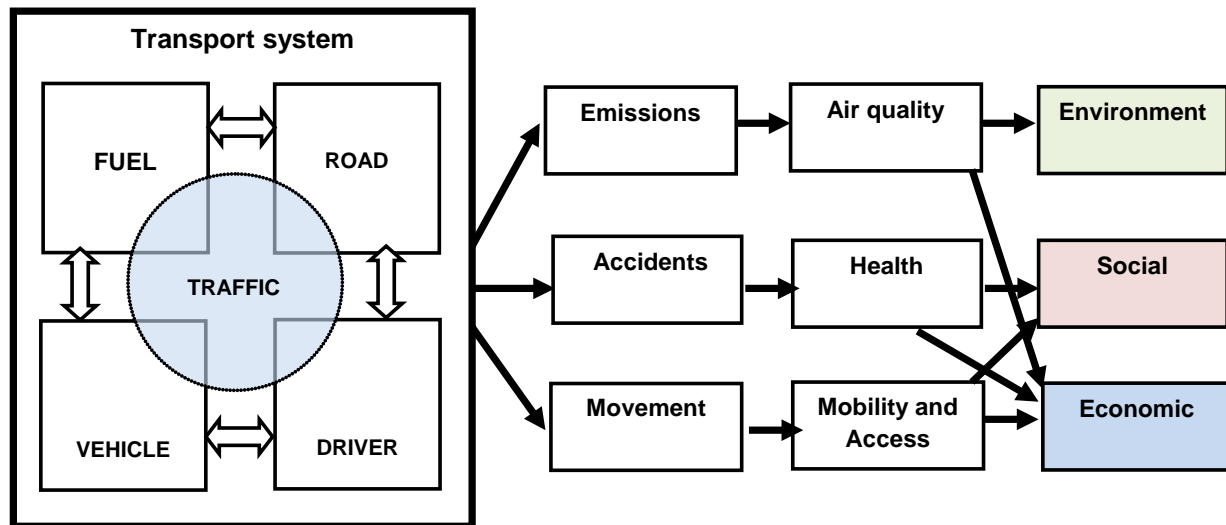 Transport system
FUEL
ROAD
TRAFFIC
VEHICLE
DRIVER
Emissions
Air quality
Environment
Accidents
Health
Social
Movement
Mobility and
Access
Economic